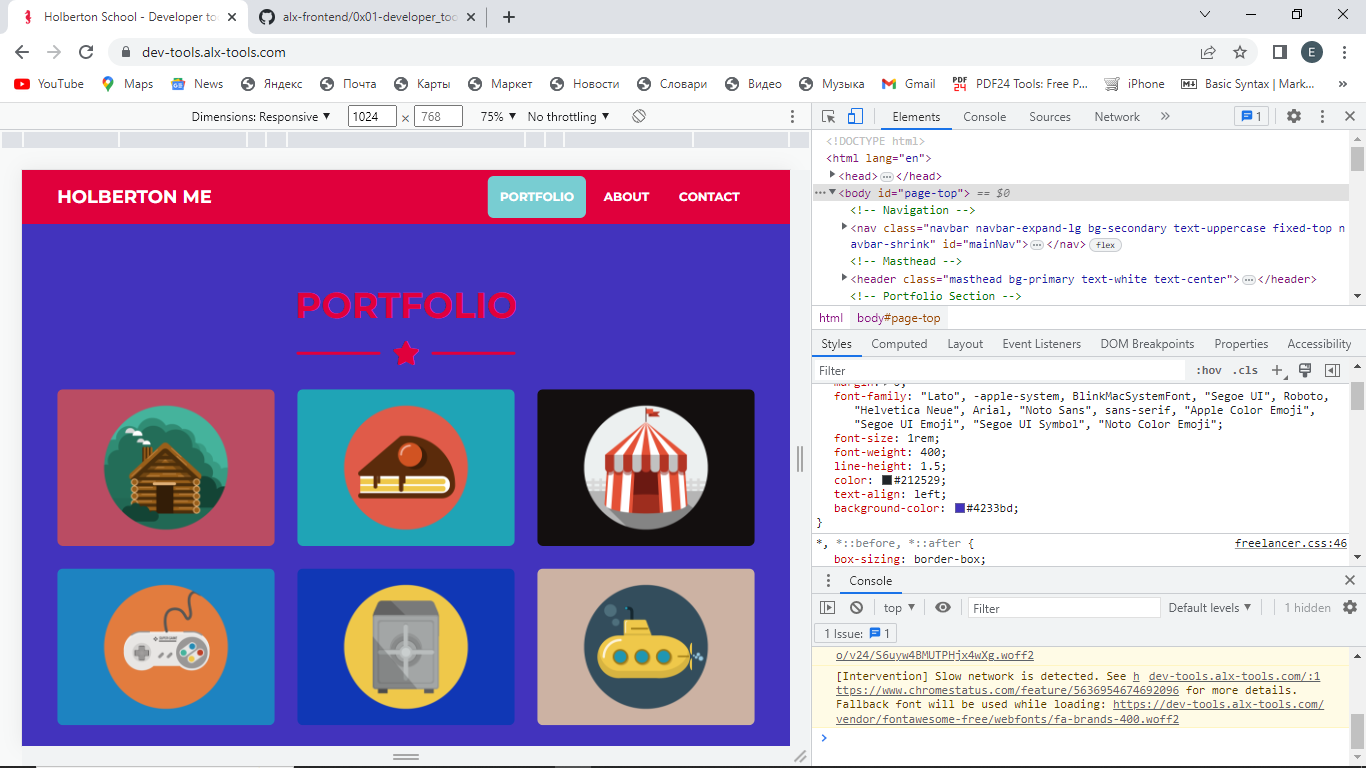 Holberton School - Developer to
alx-frontend/0x01-developer_too
dev-tools.alx-tools.com
E
YouTube Maps News Яндекс Почта Карты Маркет Новости Словари Видео Музыка Gmail PDF24 Tools: Free P... iPhone Basic Syntax | Mark... »
Dimensions: Responsive ▼ 1024 × 768 75% ▼ No throttling ▼
HOLBERTON ME PORTFOLIO ABOUT CONTACT
PORTFOLIO
Elements Console Sources Network » 1
<!DOCTYPE html>
<html lang="en">
▶<head>…</head>
…▼<body id="page-top"> == $0
<!-- Navigation -->
▶<nav class="navbar navbar-expand-lg bg-secondary text-uppercase fixed-top n
avbar-shrink" id="mainNav">…</nav> flex
<!-- Masthead -->
▶<header class="masthead bg-primary text-white text-center">…</header>
<!-- Portfolio Section -->
html body#page-top
Styles Computed Layout Event Listeners DOM Breakpoints Properties Accessibility
Filter :hov .cls +
margin:▶ 0;
font-family: "Lato", -apple-system, BlinkMacSystemFont, "Segoe UI", Roboto,
"Helvetica Neue", Arial, "Noto Sans", sans-serif, "Apple Color Emoji",
"Segoe UI Emoji", "Segoe UI Symbol", "Noto Color Emoji";
font-size: 1rem;
font-weight: 400;
line-height: 1.5;
color: #212529;
text-align: left;
background-color: #4233bd;
}
*, *::before, *::after { freelancer.css:46
box-sizing: border-box;
Console
top ▼ Filter Default levels ▼ 1 hidden
1 Issue: 1
o/v24/S6uyw4BMUTPHjx4wXg.woff2
[Intervention] Slow network is detected. See h dev-tools.alx-tools.com/:1
ttps://www.chromestatus.com/feature/5636954674692096 for more details.
Fallback font will be used while loading: https://dev-tools.alx-tools.com/
vendor/fontawesome-free/webfonts/fa-brands-400.woff2